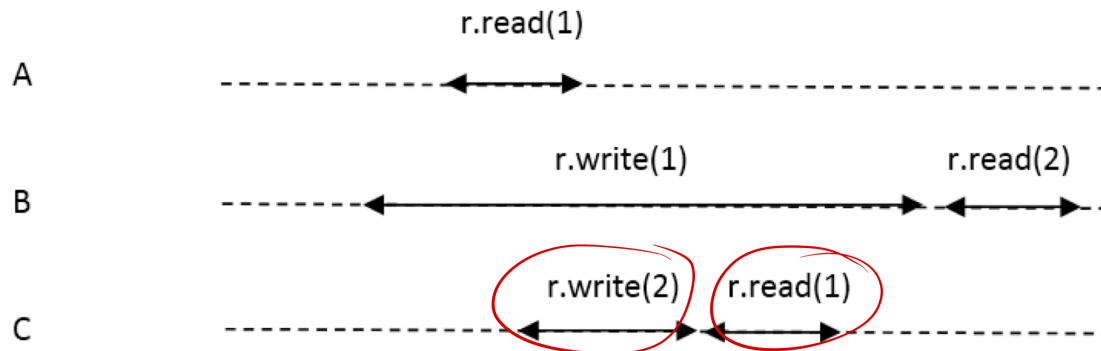 r.read(1)
A
r.write(1) r.read(2)
B
r.write(2) r.read(1)
C